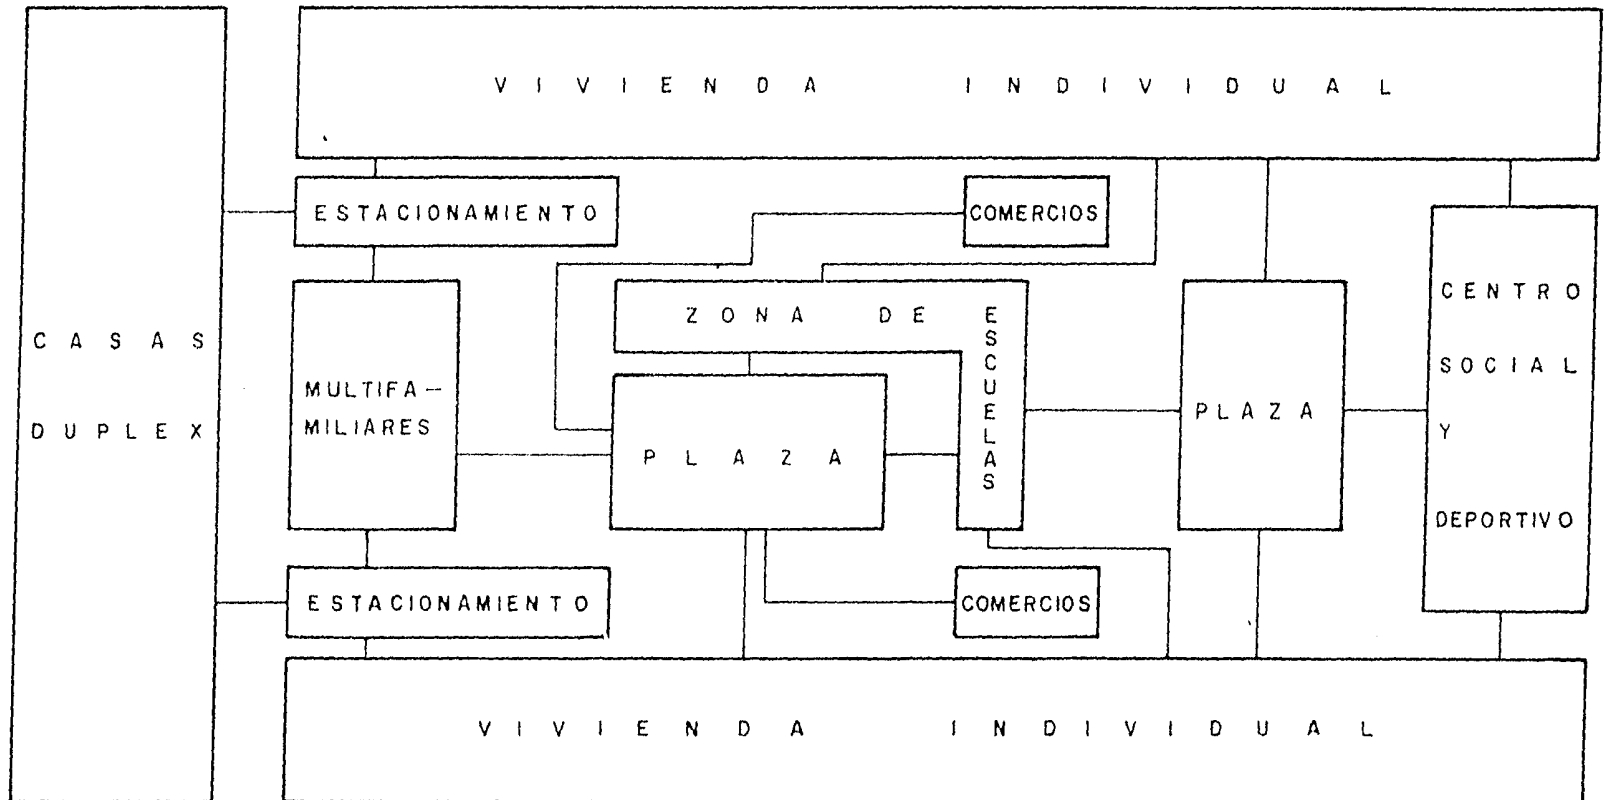 VIVIENDA INDIVIDUAL
ESTACIONAMIENTO
COMERCIOS
CASAS
DUPLEX
MULTIFA-
MILIARES
ZONA DE ESCUELAS
PLAZA
PLAZA
CENTRO
SOCIAL
Y
DEPORTIVO
ESTACIONAMIENTO
COMERCIOS
VIVIENDA INDIVIDUAL